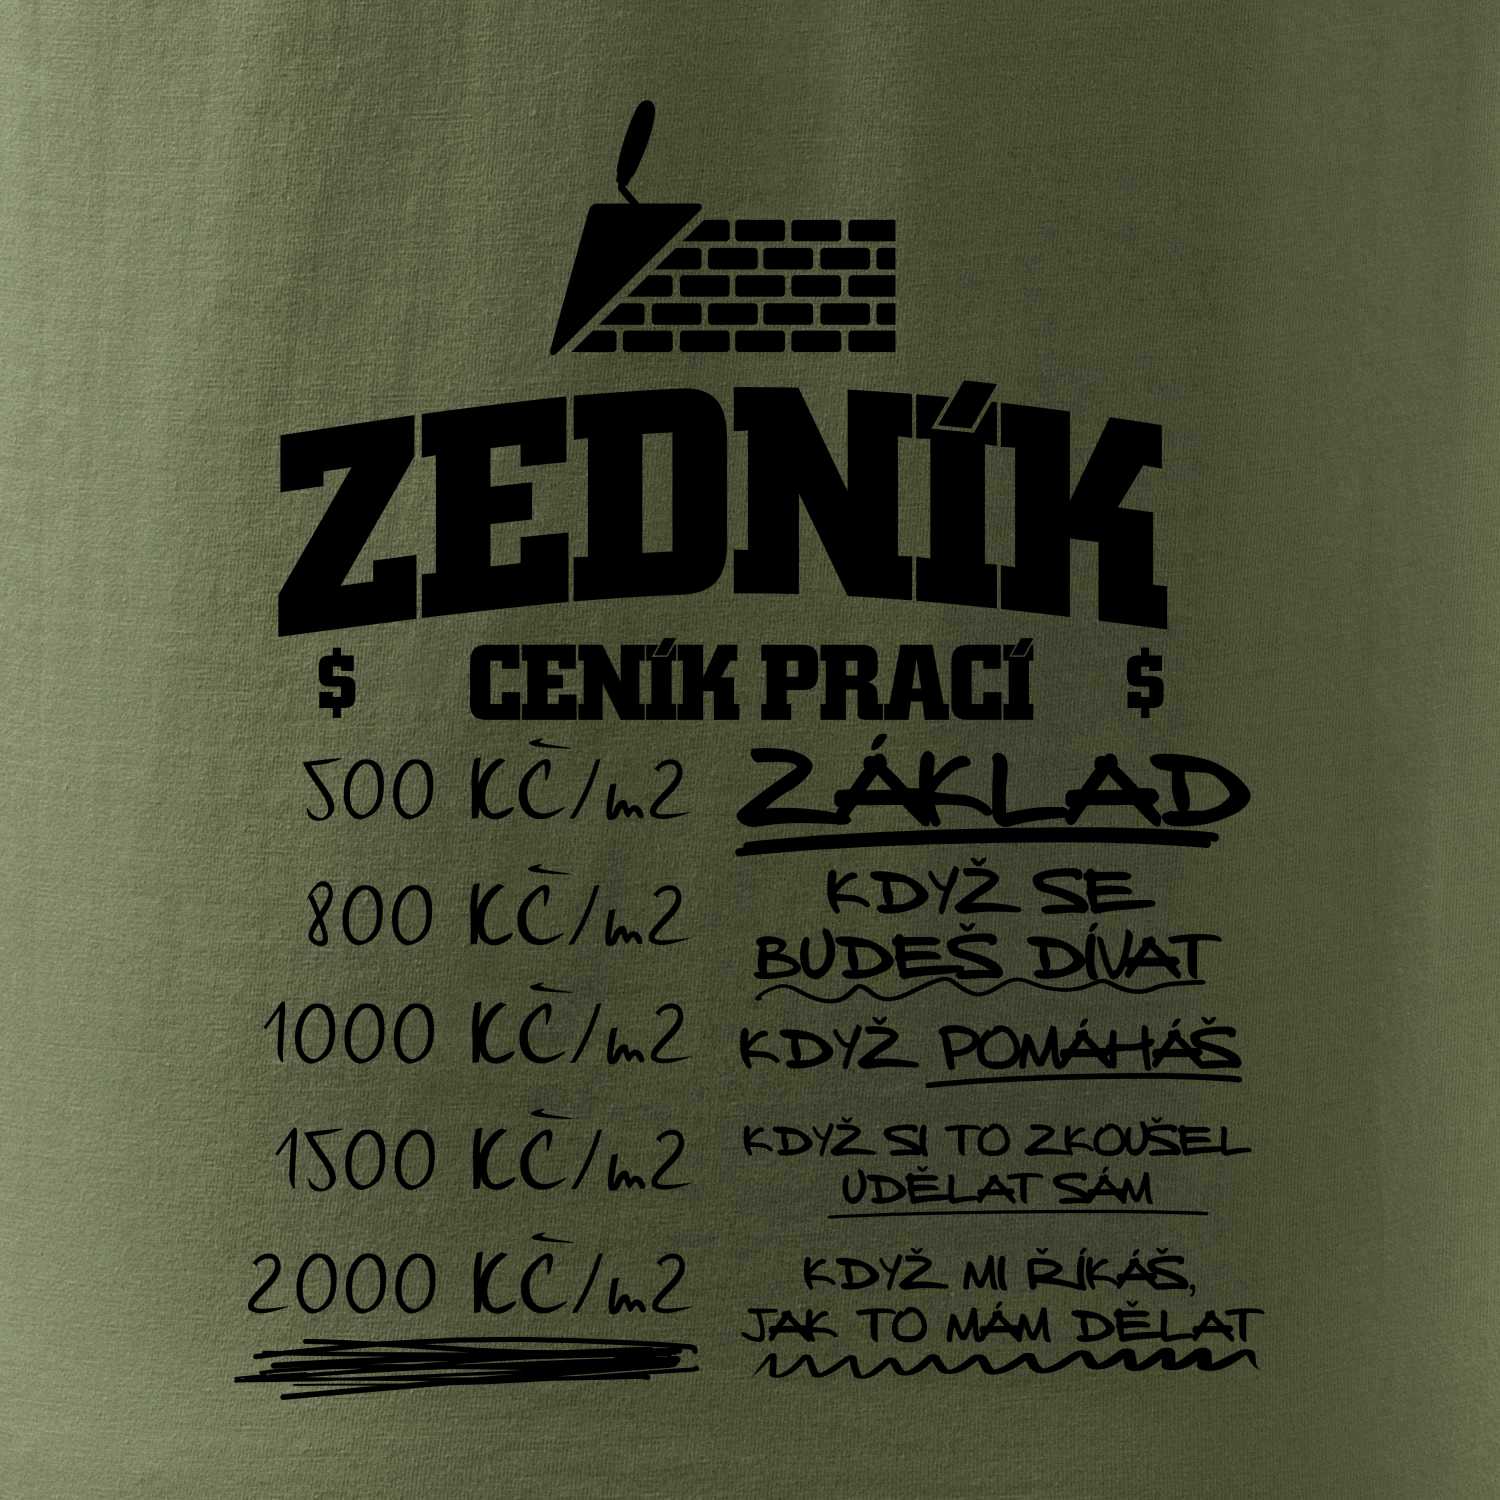 ZEDNÍK
$ CENÍK PRACÍ $
500 KČ/m2 ZÁKLAD
800 KČ/m2 KDYŽ SE
BUDEŠ DÍVAT
1000 KČ/m2 KDYŽ POMÁHÁŠ
1500 KČ/m2 KDYŽ SI TO ZKOUŠEL
UDĚLAT SÁM
2000 KČ/m2 KDYŽ MI ŘÍKÁŠ,
JAK TO MÁM DĚLAT